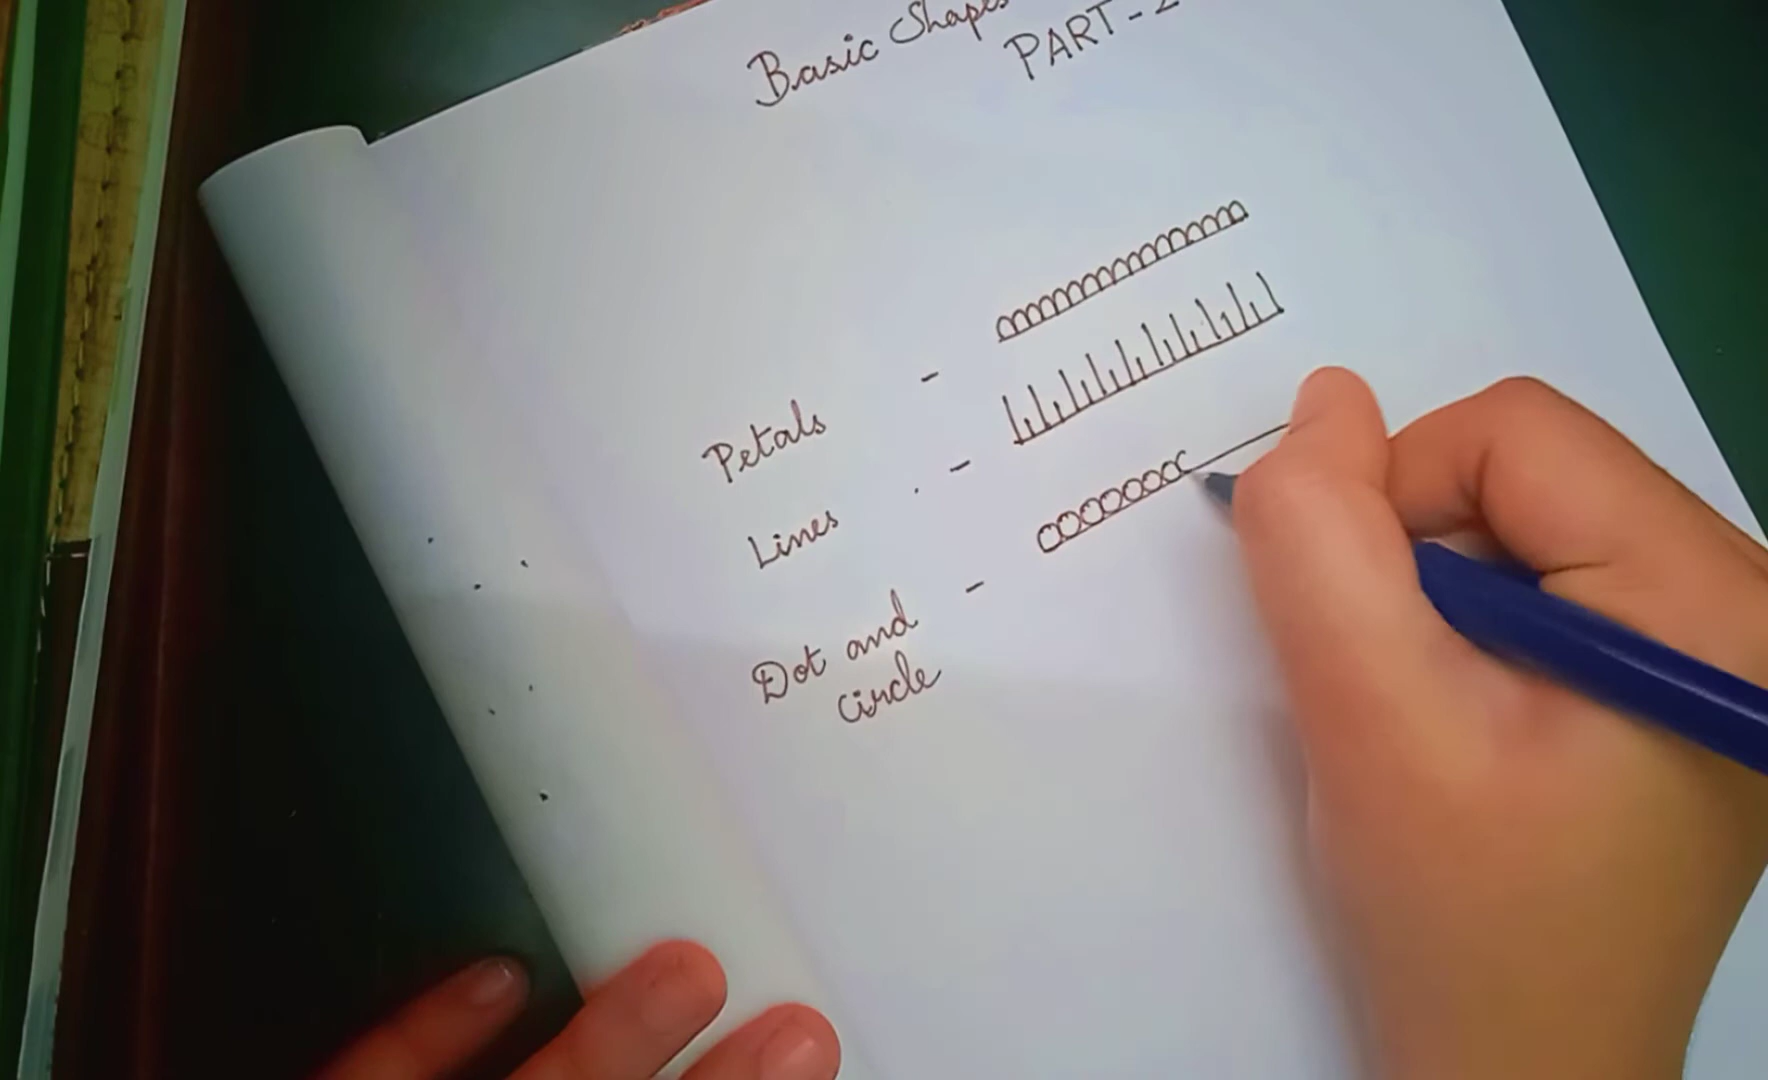 Basic Shapes
PART-2
Petals -
Lines -
Dot and -
circle